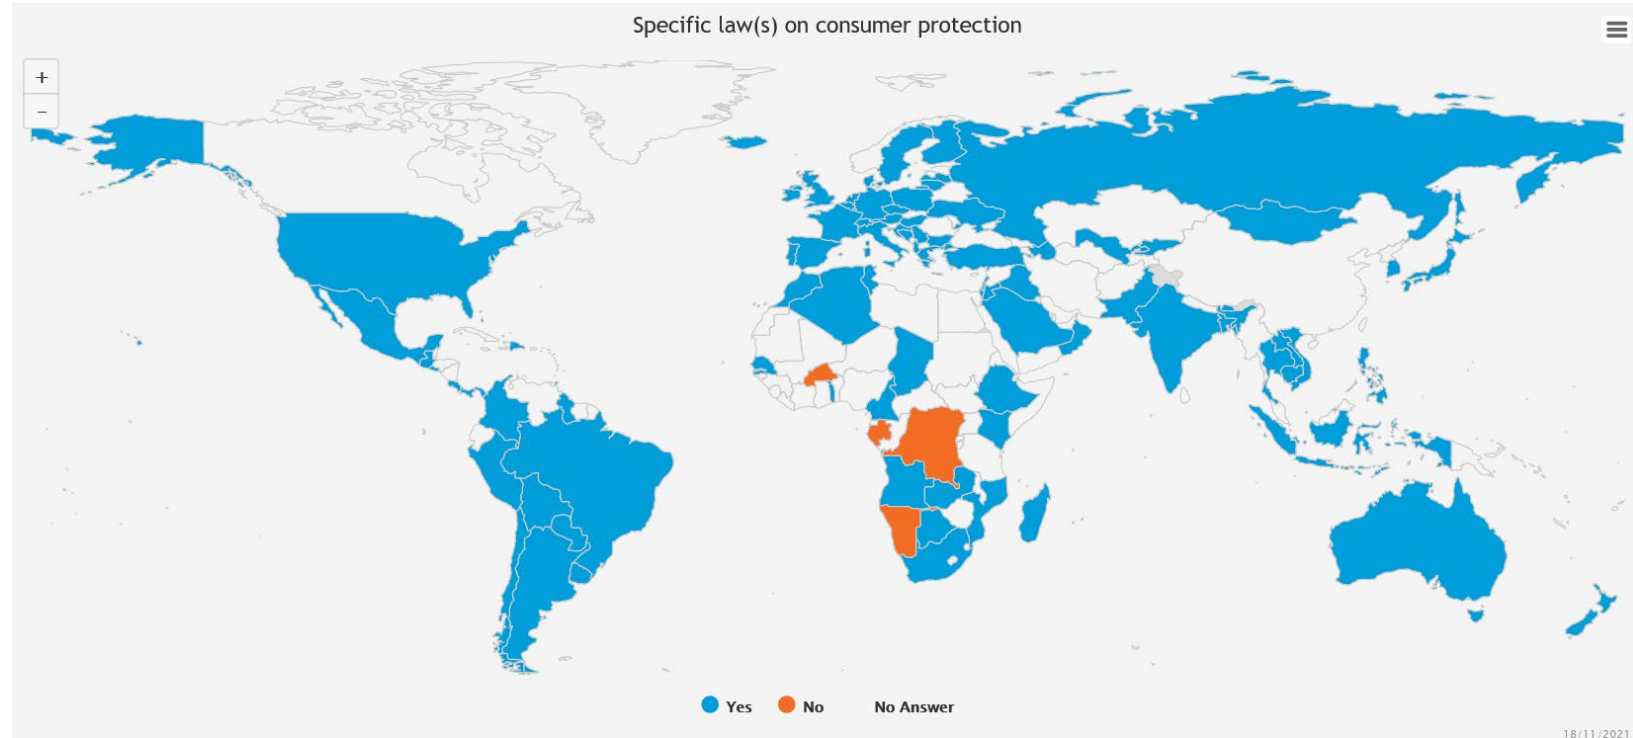 Specific law(s) on consumer protection
+
−
Yes
No
No Answer
18/11/2021